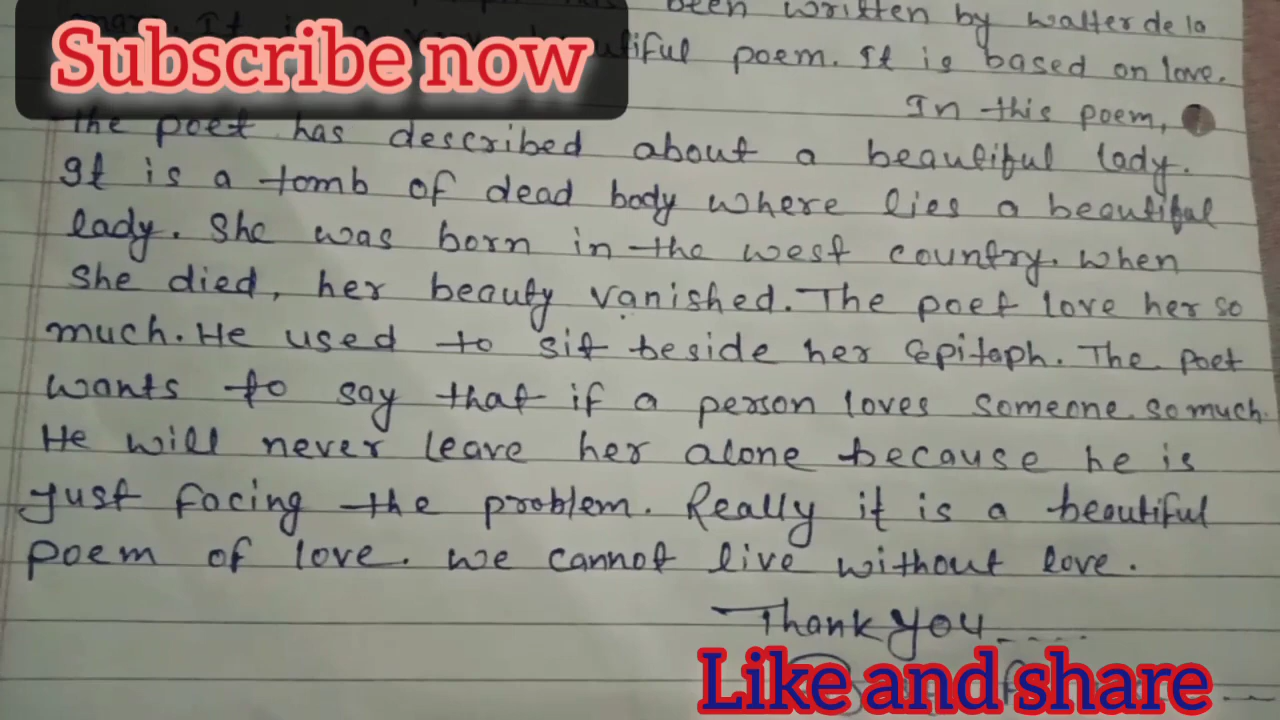 been written by walter de la
Subscribe now
poem. It is based on love.
In this poem,
The poet has described about a beautiful lady.
It is a tomb of dead body where lies a beautiful
lady. She was born in the west country. when
She died, her beauty vanished. The poet love her so
much. He used to sit beside her Epitaph. The poet
wants to say that if a person loves someone so much.
He will never leave her alone because he is
just facing the problem. Really it is a beautiful
poem of love. we cannot live without love.
Thank you....
Like and share